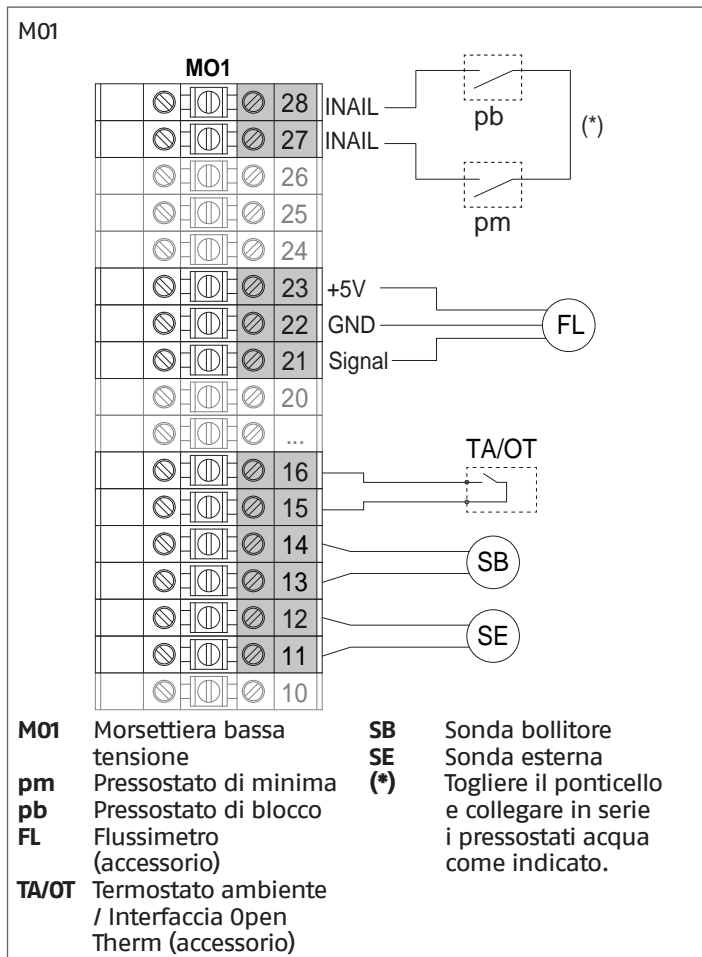 M01
MO1
28 INAIL
27 INAIL
pb
(*)
pm
26
25
24
23 +5V
22 GND
FL
21 Signal
20
...
TA/OT
16
15
14
SB
13
12
SE
11
10
M01 Morsettiera bassa
tensione
pm Pressostato di minima
pb Pressostato di blocco
FL Flussimetro
(accessorio)
TA/OT Termostato ambiente
/ Interfaccia Open
Therm (accessorio)
SB Sonda bollitore
SE Sonda esterna
(*) Togliere il ponticello
e collegare in serie
i pressostati acqua
come indicato.